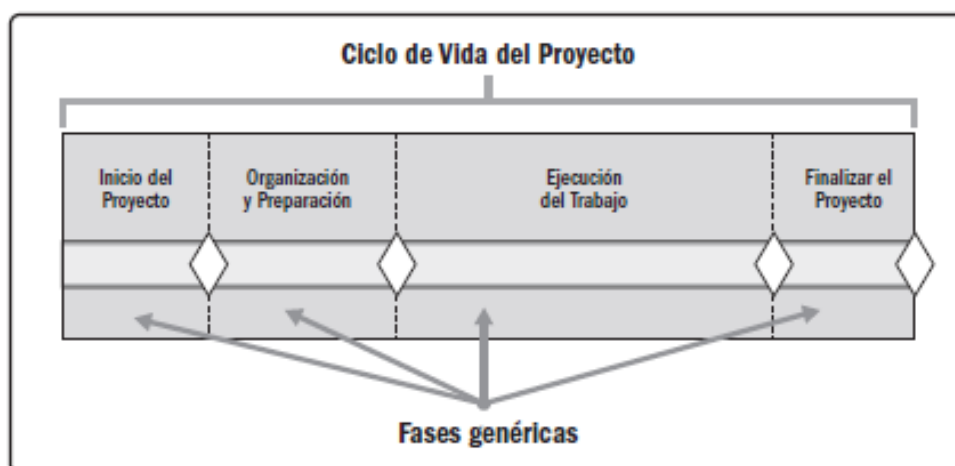 Ciclo de Vida del Proyecto
Inicio del
Proyecto
Organización
y Preparación
Ejecución
del Trabajo
Finalizar el
Proyecto
Fases genéricas